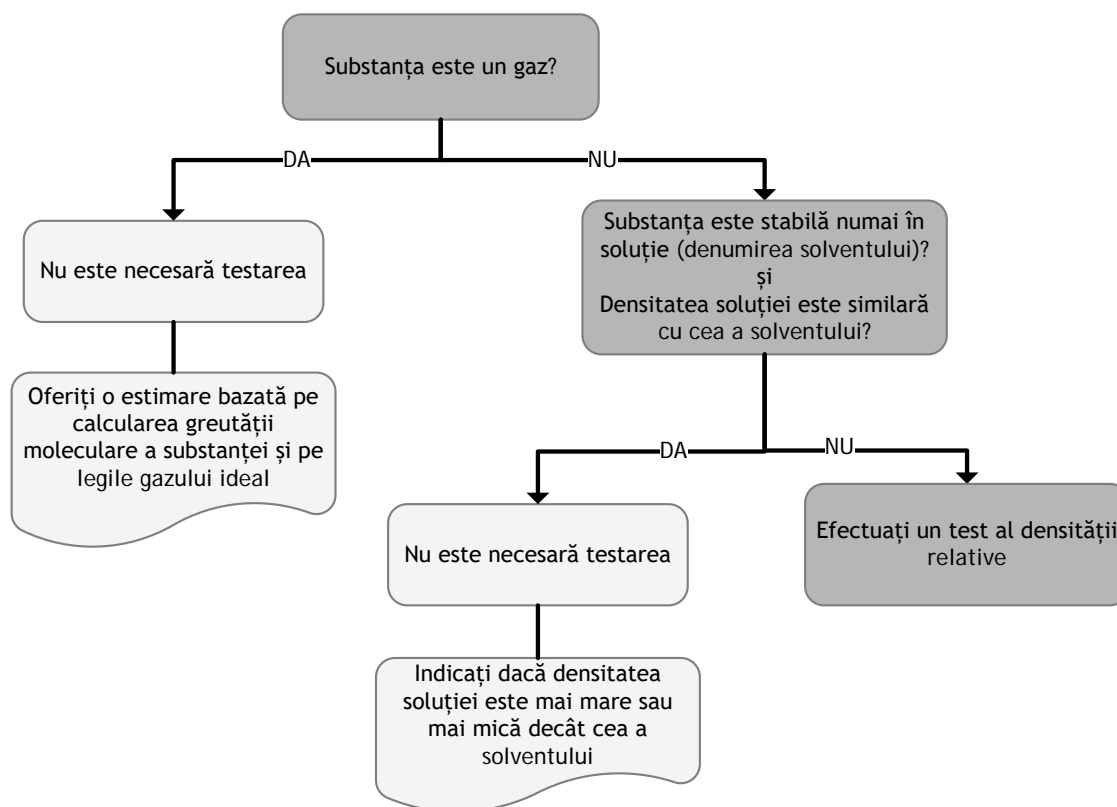 Substanța este un gaz?
DA
NU
Nu este necesară testarea
Substanța este stabilă numai în
soluție (denumirea solventului)?
și
Densitatea soluției este similară
cu cea a solventului?
Oferiți o estimare bazată pe
calcularea greutății
moleculare a substanței și pe
legile gazului ideal
DA
NU
Nu este necesară testarea
Efectuați un test al densității
relative
Indicați dacă densitatea
soluției este mai mare sau
mai mică decât cea a
solventului